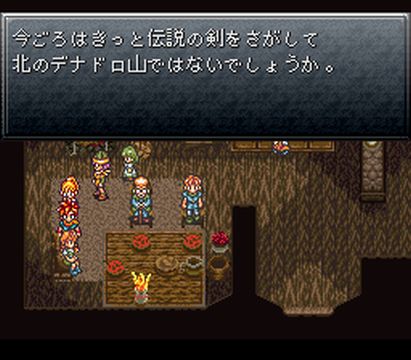 今ごろはきっと伝説の剣をさがして
北のデナドロ山ではないでしょうか。